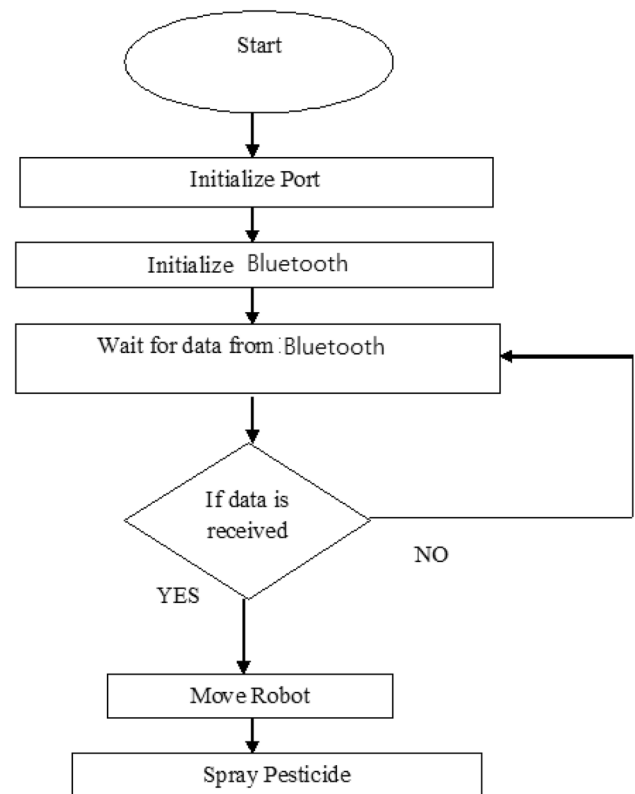 Start
Initialize Port
Initialize Bluetooth
Wait for data from Bluetooth
If data is
received
NO
YES
Move Robot
Spray Pesticide